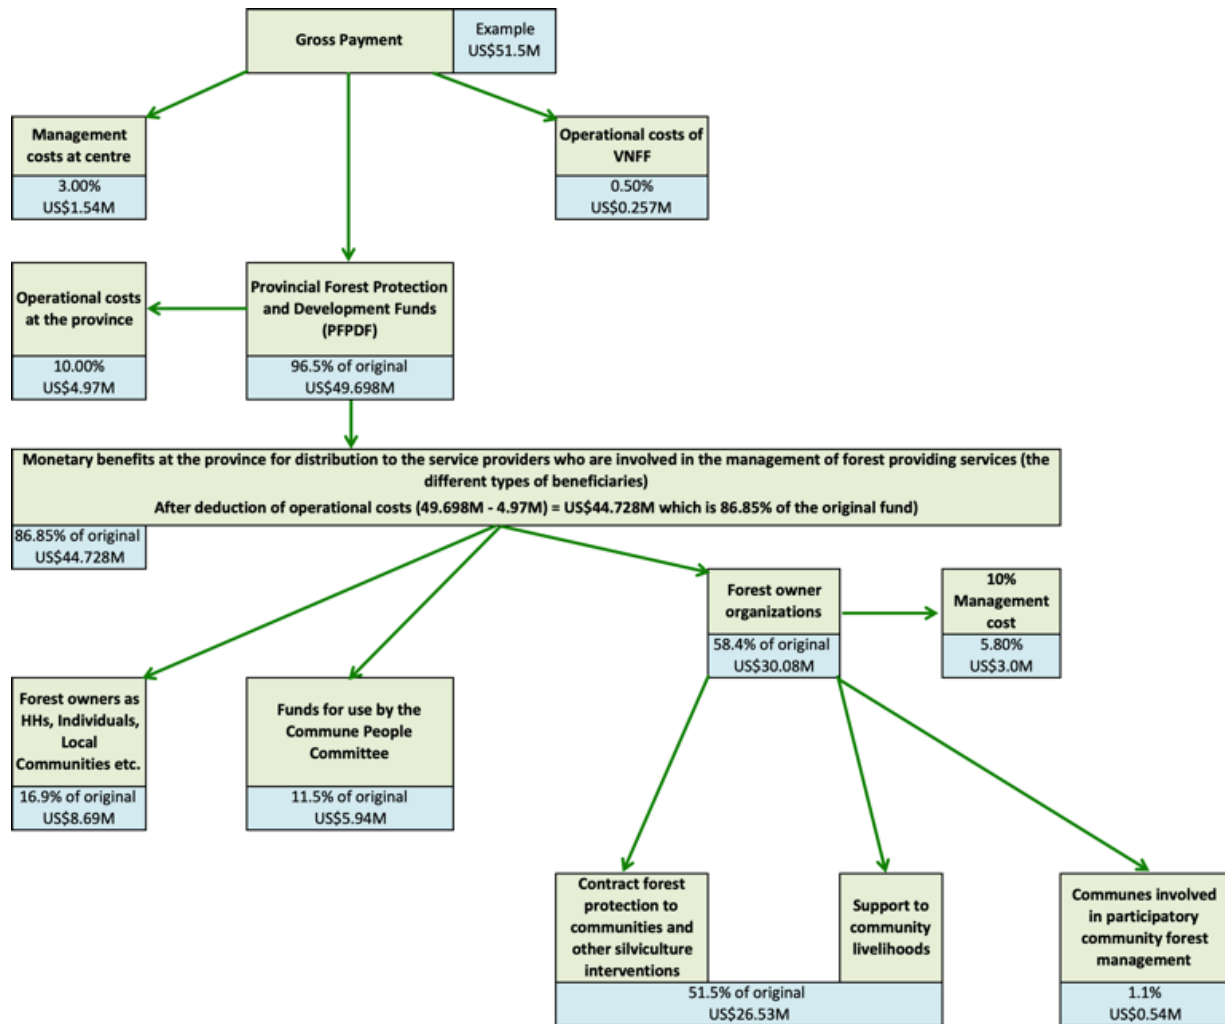 Gross Payment
Example
US$51.5M
Management
costs at centre
3.00%
US$1.54M
Operational costs of
VNFF
0.50%
US$0.257M
Operational costs
at the province
10.00%
US$4.97M
Provincial Forest Protection
and Development Funds
(PFPDF)
96.5% of original
US$49.698M
Monetary benefits at the province for distribution to the service providers who are involved in the management of forest providing services (the
different types of beneficiaries)
After deduction of operational costs (49.698M - 4.97M) = US$44.728M which is 86.85% of the original fund)
86.85% of original
US$44.728M
Forest owner
organizations
58.4% of original
US$30.08M
10%
Management
cost
5.80%
US$3.0M
Forest owners as
HHs, Individuals,
Local
Communities etc.
16.9% of original
US$8.69M
Funds for use by the
Commune People
Committee
11.5% of original
US$5.94M
Contract forest
protection to
communities and
other silviculture
interventions
Support to
community
livelihoods
51.5% of original
US$26.53M
Communes involved
in participatory
community forest
management
1.1%
US$0.54M